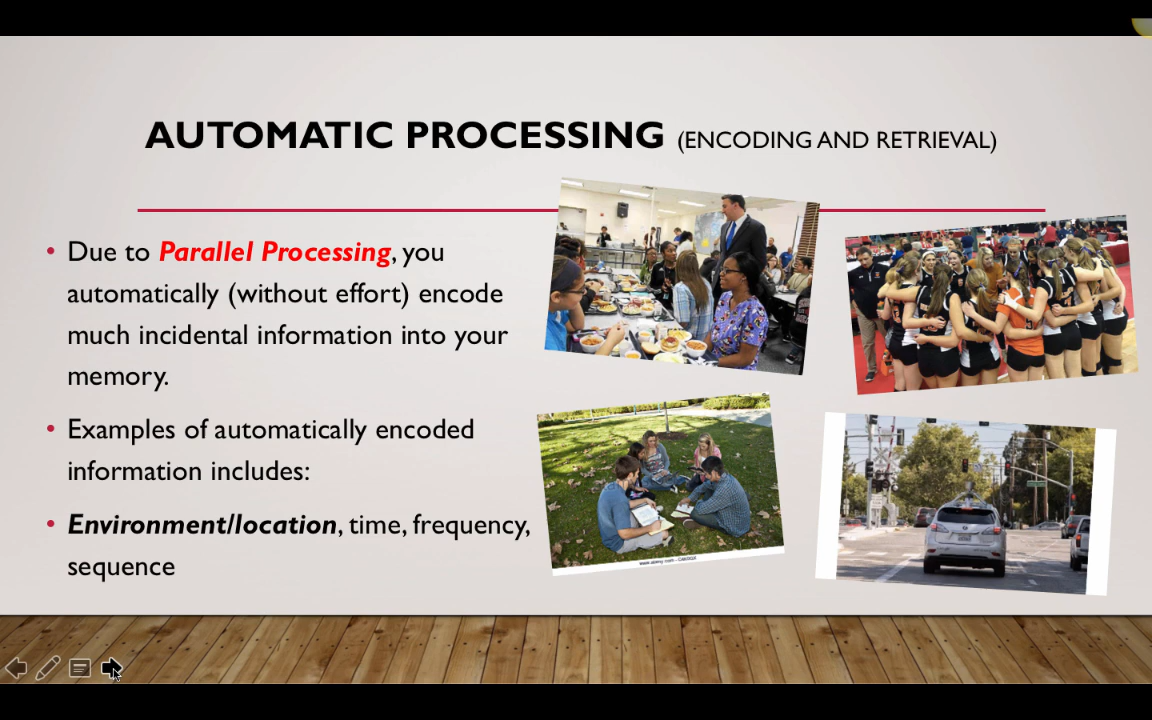 AUTOMATIC PROCESSING (ENCODING AND RETRIEVAL)
• Due to Parallel Processing, you
automatically (without effort) encode
much incidental information into your
memory.
• Examples of automatically encoded
information includes:
• Environment/location, time, frequency,
sequence